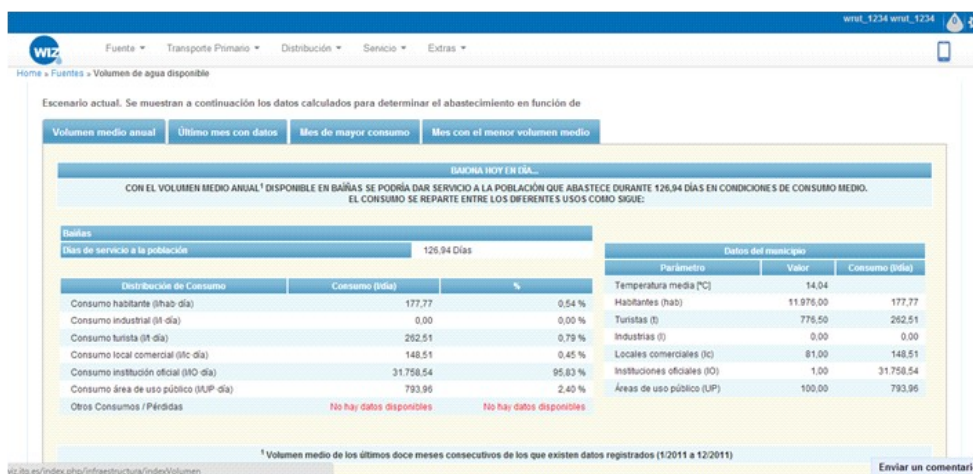 wrut_1234 wrut_1234
WIZ
Fuente Transporte Primario Distribución Servicio Extras
Home » Fuentes » Volumen de agua disponible
Escenario actual. Se muestran a continuación los datos calculados para determinar el abastecimiento en función de
Volumen medio anual Último mes con datos Mes de mayor consumo Mes con el menor volumen medio
BAIONA HOY EN DÍA...
CON EL VOLUMEN MEDIO ANUAL¹ DISPONIBLE EN BAÍÑAS SE PODRÍA DAR SERVICIO A LA POBLACIÓN QUE ABASTECE DURANTE 126,94 DÍAS EN CONDICIONES DE CONSUMO MEDIO.
EL CONSUMO SE REPARTE ENTRE LOS DIFERENTES USOS COMO SIGUE:
Baíñas
Días de servicio a la población 126,94 Días
Distribución de Consumo Consumo (l/día) %
Consumo habitante (l/hab·día) 177,77 0,54 %
Consumo industrial (l/I·día) 0,00 0,00 %
Consumo turista (l/t·día) 262,51 0,79 %
Consumo local comercial (l/lc·día) 148,51 0,45 %
Consumo institución oficial (l/IO·día) 31.758,54 95,83 %
Consumo área de uso público (l/UP·día) 793,96 2,40 %
Otros Consumos / Pérdidas No hay datos disponibles No hay datos disponibles
Datos del municipio
Parámetro Valor Consumo (l/día)
Temperatura media [ºC] 14,04
Habitantes (hab) 11.976,00 177,77
Turistas (t) 776,50 262,51
Industrias (I) 0,00 0,00
Locales comerciales (lc) 81,00 148,51
Instituciones oficiales (IO) 1,00 31.758,54
Áreas de uso público (UP) 100,00 793,96
¹ Volumen medio de los últimos doce meses consecutivos de los que existen datos registrados (1/2011 a 12/2011)
wiz.itg.es/index.php/infraestructura/indexVolumen
Enviar un comentari